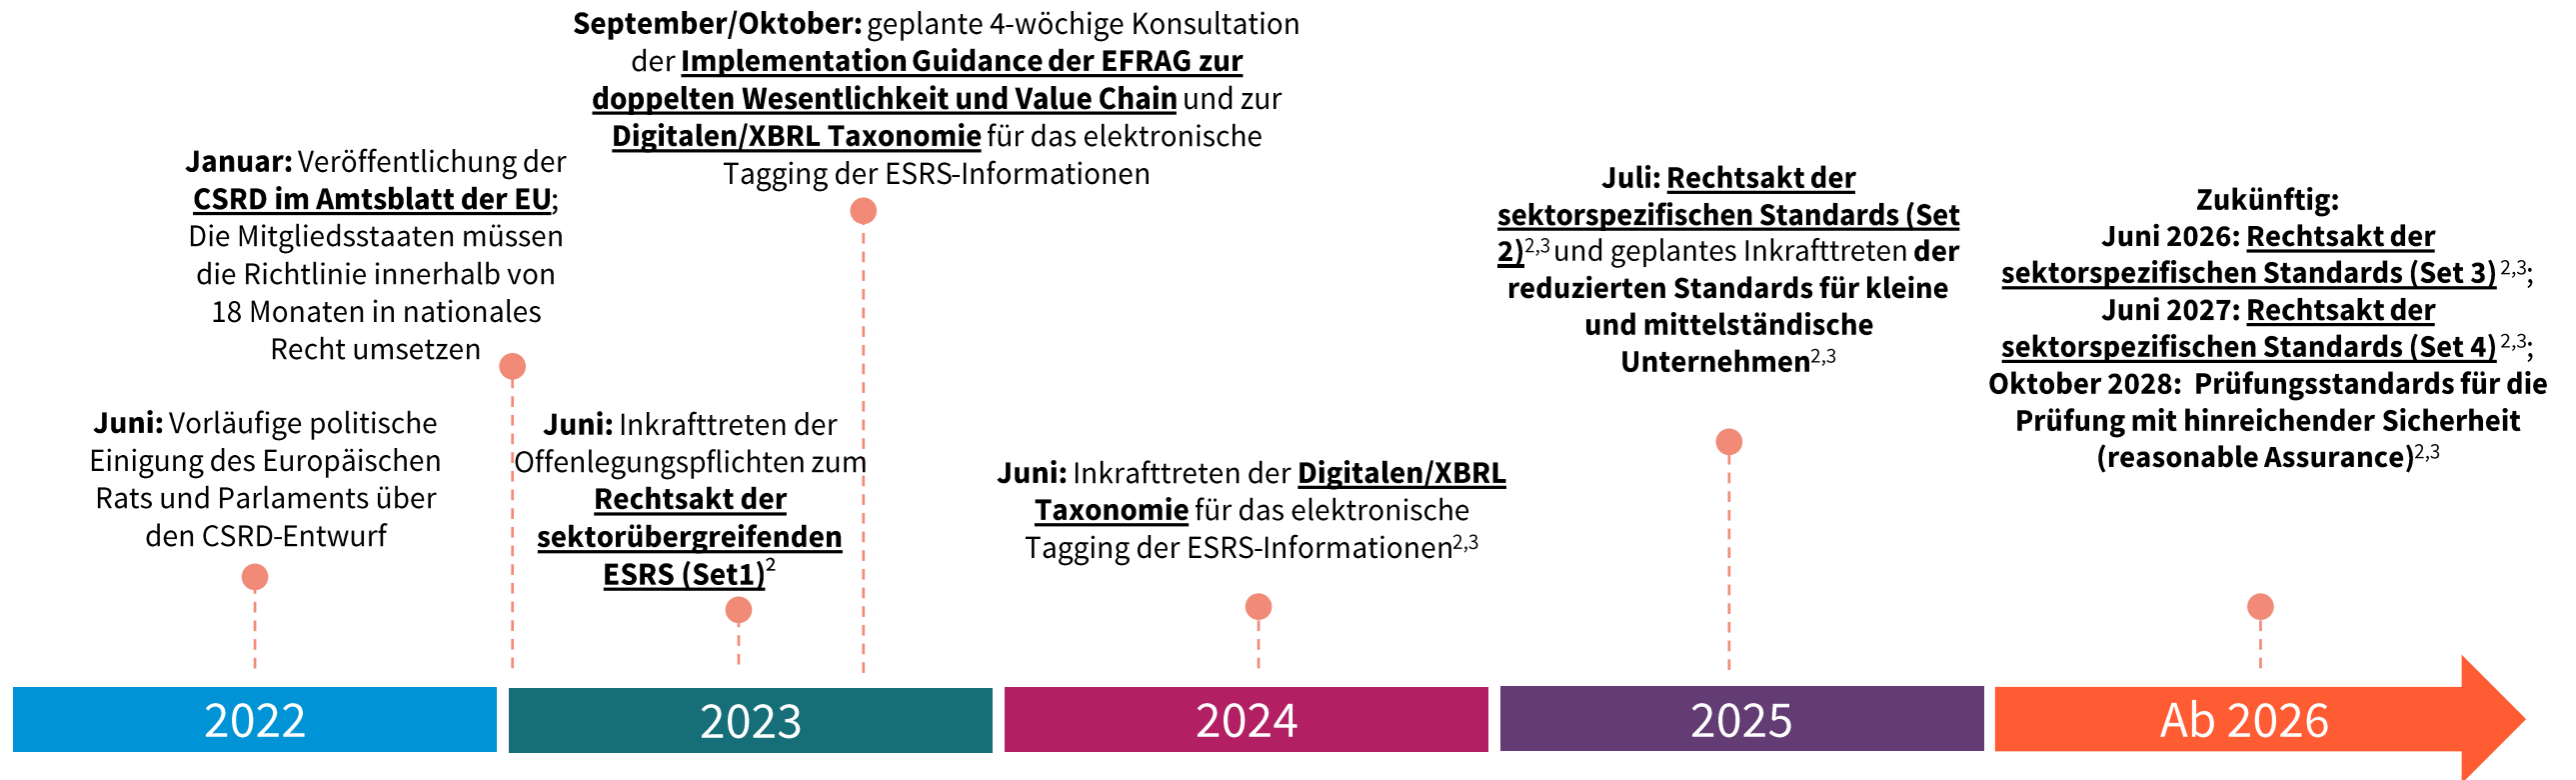 September/Oktober: geplante 4-wöchige Konsultation
der Implementation Guidance der EFRAG zur
doppelten Wesentlichkeit und Value Chain und zur
Digitalen/XBRL Taxonomie für das elektronische
Tagging der ESRS-Informationen
Januar: Veröffentlichung der
CSRD im Amtsblatt der EU;
Die Mitgliedsstaaten müssen
die Richtlinie innerhalb von
18 Monaten in nationales
Recht umsetzen
Juni: Vorläufige politische
Einigung des Europäischen
Rats und Parlaments über
den CSRD-Entwurf
Juni: Inkrafttreten der
Offenlegungspflichten zum
Rechtsakt der
sektorübergreifenden
ESRS (Set1)2
Juni: Inkrafttreten der Digitalen/XBRL
Taxonomie für das elektronische
Tagging der ESRS-Informationen2,3
Juli: Rechtsakt der
sektorspezifischen Standards (Set
2)2,3 und geplantes Inkrafttreten der
reduzierten Standards für kleine
und mittelständische
Unternehmen2,3
Zukünftig:
Juni 2026: Rechtsakt der
sektorspezifischen Standards (Set 3)2,3;
Juni 2027: Rechtsakt der
sektorspezifischen Standards (Set 4)2,3;
Oktober 2028: Prüfungsstandards für die
Prüfung mit hinreichender Sicherheit
(reasonable Assurance)2,3
2022
2023
2024
2025
Ab 2026